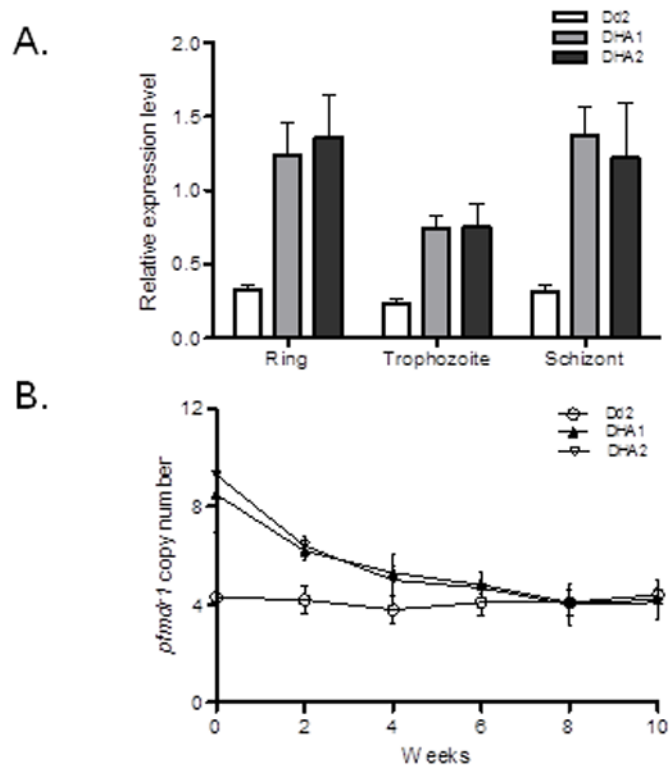 A.
Dd2
DHA1
DHA2
Relative expression level
2.0
1.5
1.0
0.5
0.0
Ring Trophozoite Schizont
B.
Dd2
DHA1
DHA2
pfmdr1 copy number
12
8
4
0
0 2 4 6 8 10
Weeks